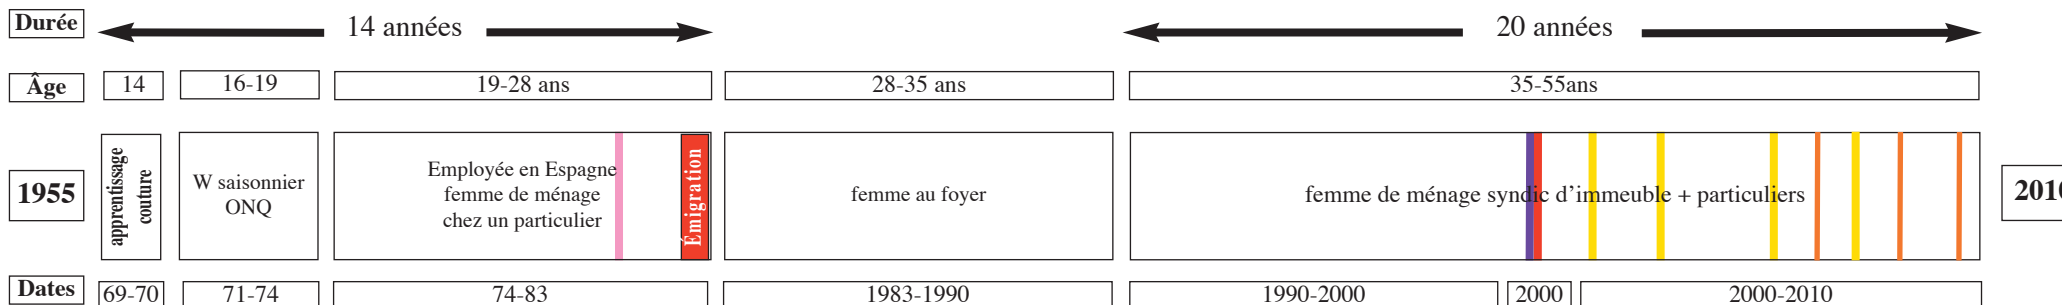 Durée 14 années 20 années
Âge 14 16-19 19-28 ans 28-35 ans 35-55ans
1955
apprentissage
couture
W saisonnier
ONQ
Employée en Espagne
femme de ménage
chez un particulier
Émigration
femme au foyer
femme de ménage syndic d'immeuble + particuliers
Dates 69-70 71-74 74-83 1983-1990 1990-2000 2000 2000-2010